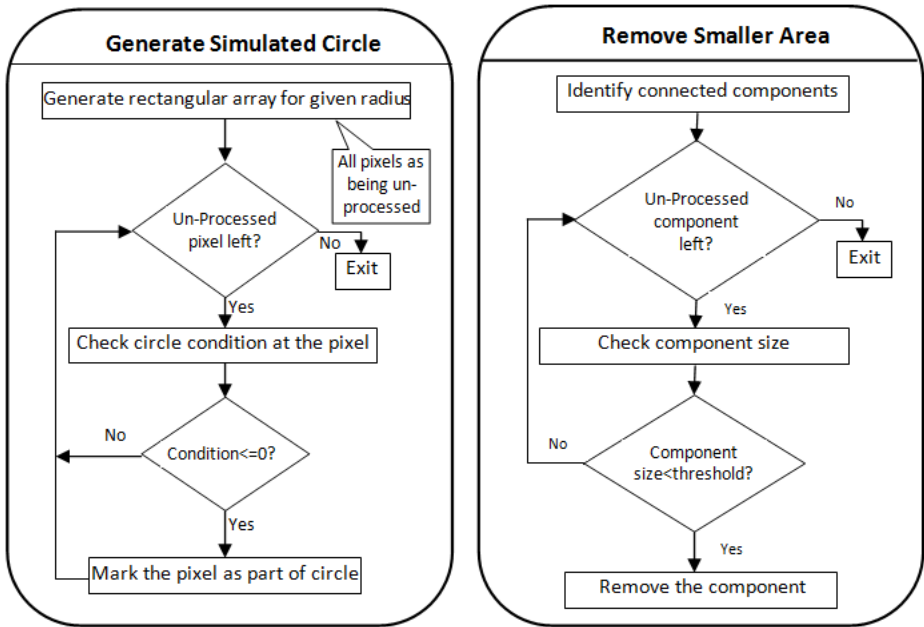 Generate Simulated Circle
Generate rectangular array for given radius
All pixels as
being un-
processed
Un-Processed
pixel left?
No
Exit
Yes
Check circle condition at the pixel
No
Condition<=0?
Yes
Mark the pixel as part of circle
Remove Smaller Area
Identify connected components
Un-Processed
component
left?
No
Exit
Yes
Check component size
No
Component
size<threshold?
Yes
Remove the component